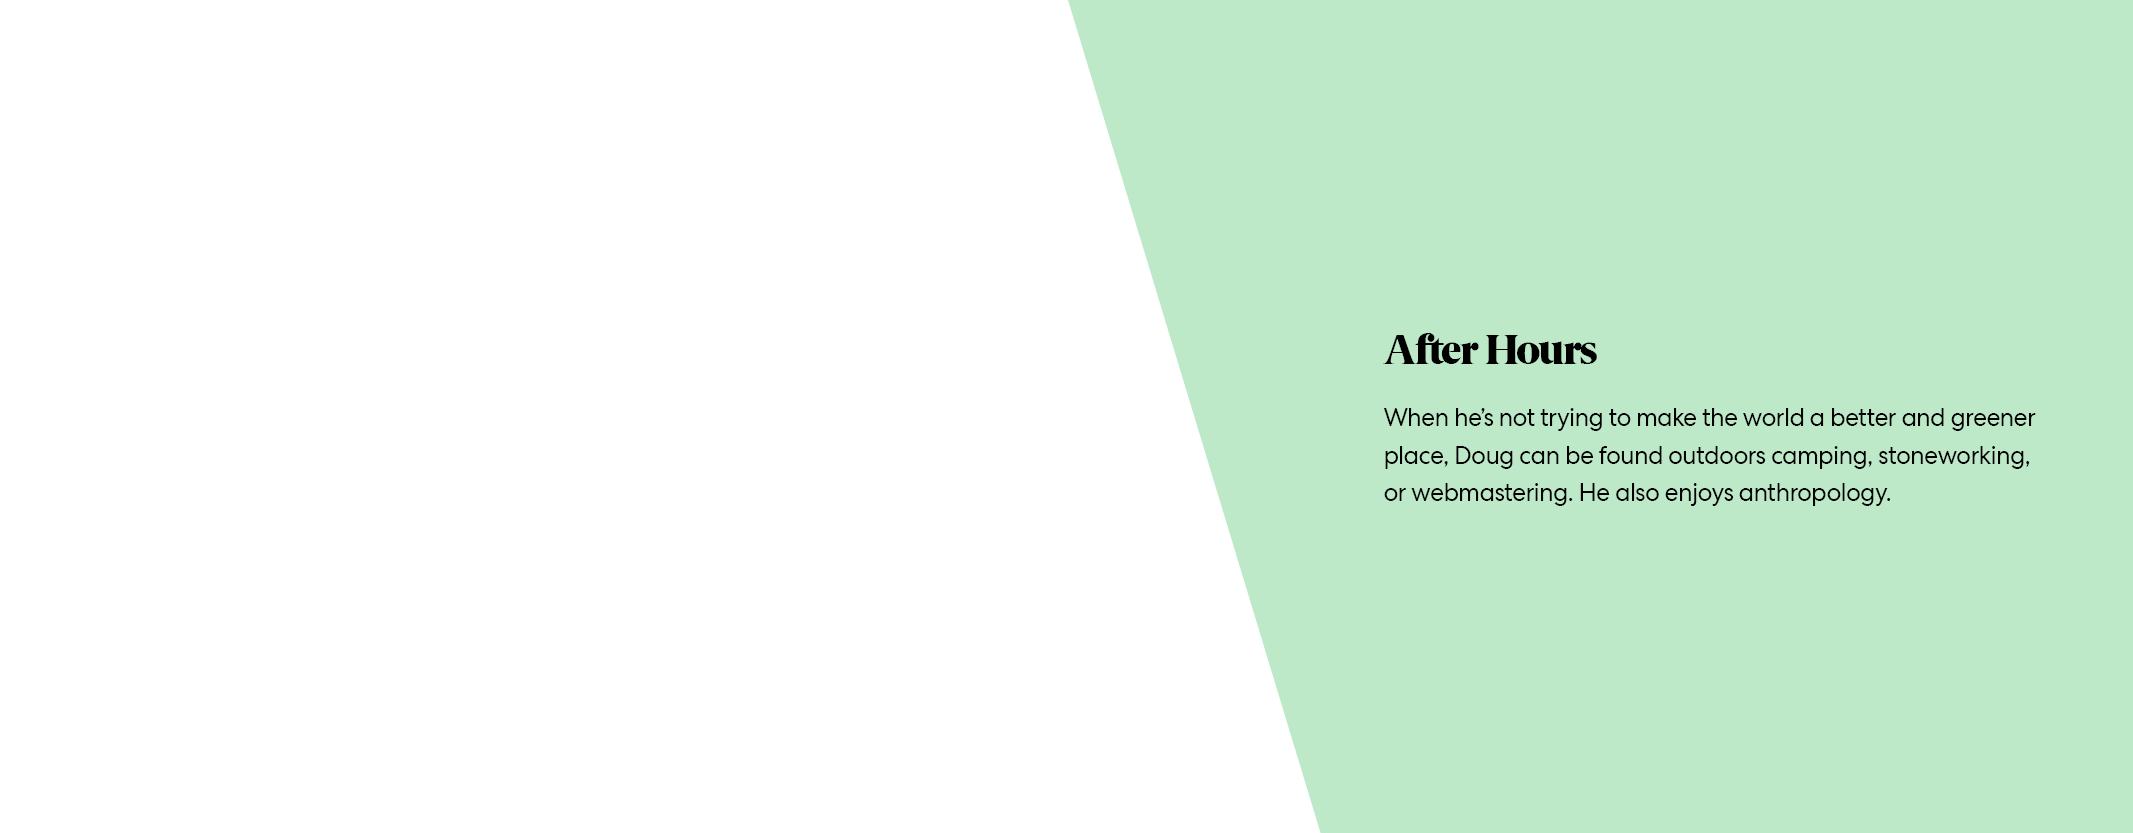 After Hours
When he’s not trying to make the world a better and greener
place, Doug can be found outdoors camping, stoneworking,
or webmastering. He also enjoys anthropology.